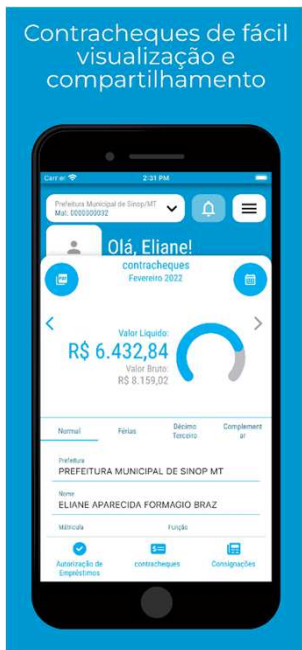 Contracheques de fácil
visualização e
compartilhamento
Carrier
2:31 PM
Prefeitura Municipal de Sinop/MT
Mat: 0000000032
Olá, Eliane!
contracheques
Fevereiro 2022
Valor Líquido:
R$ 6.432,84
Valor Bruto:
R$ 8.159,02
Normal
Férias
Décimo
Terceiro
Complement
ar
Prefeitura
PREFEITURA MUNICIPAL DE SINOP MT
Nome
ELIANE APARECIDA FORMAGIO BRAZ
Mátricula
Função
Autorização de
Empréstimos
contracheques
Consignações